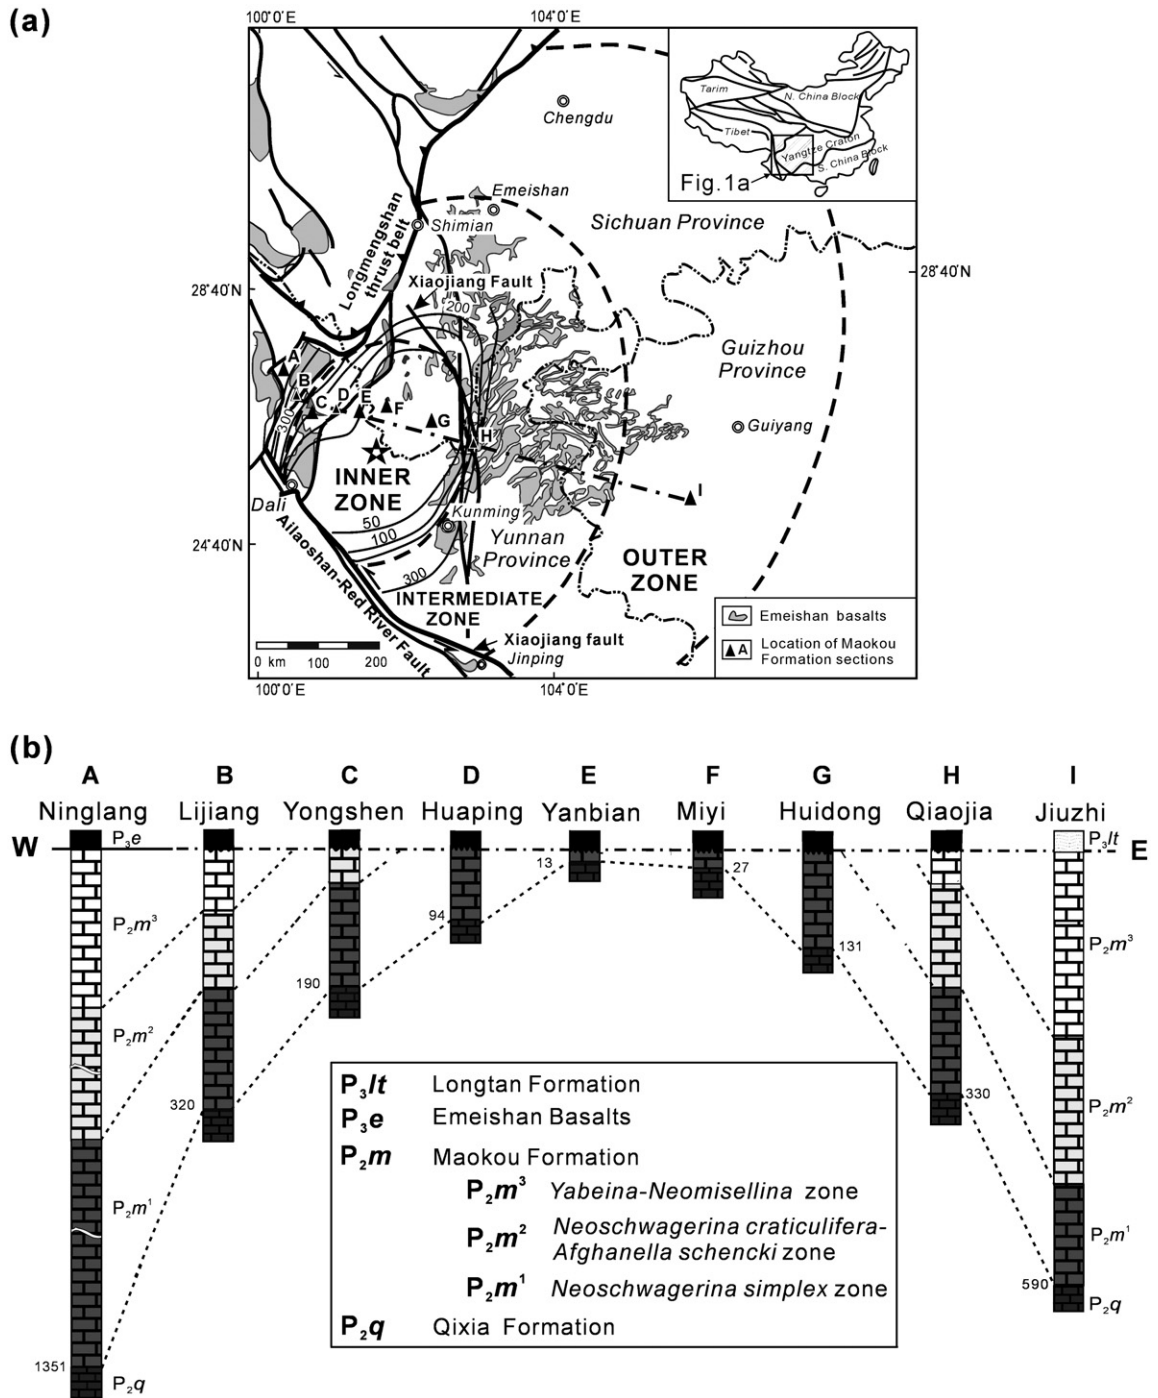 (a)
100°0'E
104°0'E
Tarim
N. China Block
Tibet
Yangtze Craton
S. China Block
Fig.1a
Chengdu
Emeishan
Shimian
Sichuan Province
Longmengshan
thrust belt
Xiaojiang Fault
28°40'N
28°40'N
200
Guizhou
Province
A
B
C
D
E
F
G
H
I
300
Guiyang
INNER
ZONE
Dali
50
100
300
Kunming
Yunnan
Province
24°40'N
OUTER
ZONE
Ailaoshan-Red River Fault
INTERMEDIATE
ZONE
Xiaojiang fault
Jinping
0 km 100 200
Emeishan basalts
A Location of Maokou
Formation sections
100°0'E
104°0'E
(b)
A B C D E F G H I
Ninglang Lijiang Yongshen Huaping Yanbian Miyi Huidong Qiaojia Jiuzhi
W
P₃e
P₃lt
E
13
27
P₂m³
94
131
P₂m³
190
P₂m²
320
330
P₂m²
P₂m¹
P₂m¹
590
P₂q
1351
P₂q
P₃lt Longtan Formation
P₃e Emeishan Basalts
P₂m Maokou Formation
P₂m³ Yabeina-Neomisellina zone
P₂m² Neoschwagerina craticulifera-
Afghanella schencki zone
P₂m¹ Neoschwagerina simplex zone
P₂q Qixia Formation